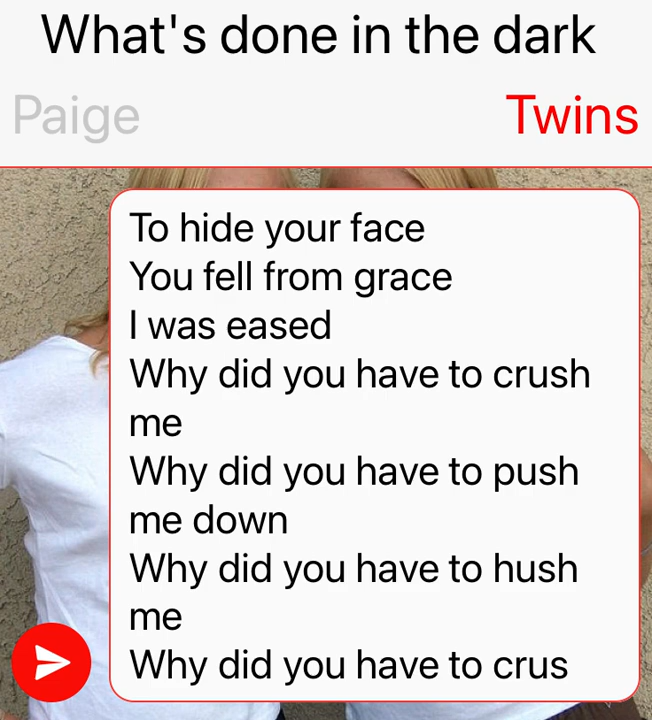 What's done in the dark
Paige
Twins
To hide your face
You fell from grace
I was eased
Why did you have to crush
me
Why did you have to push
me down
Why did you have to hush
me
Why did you have to crus